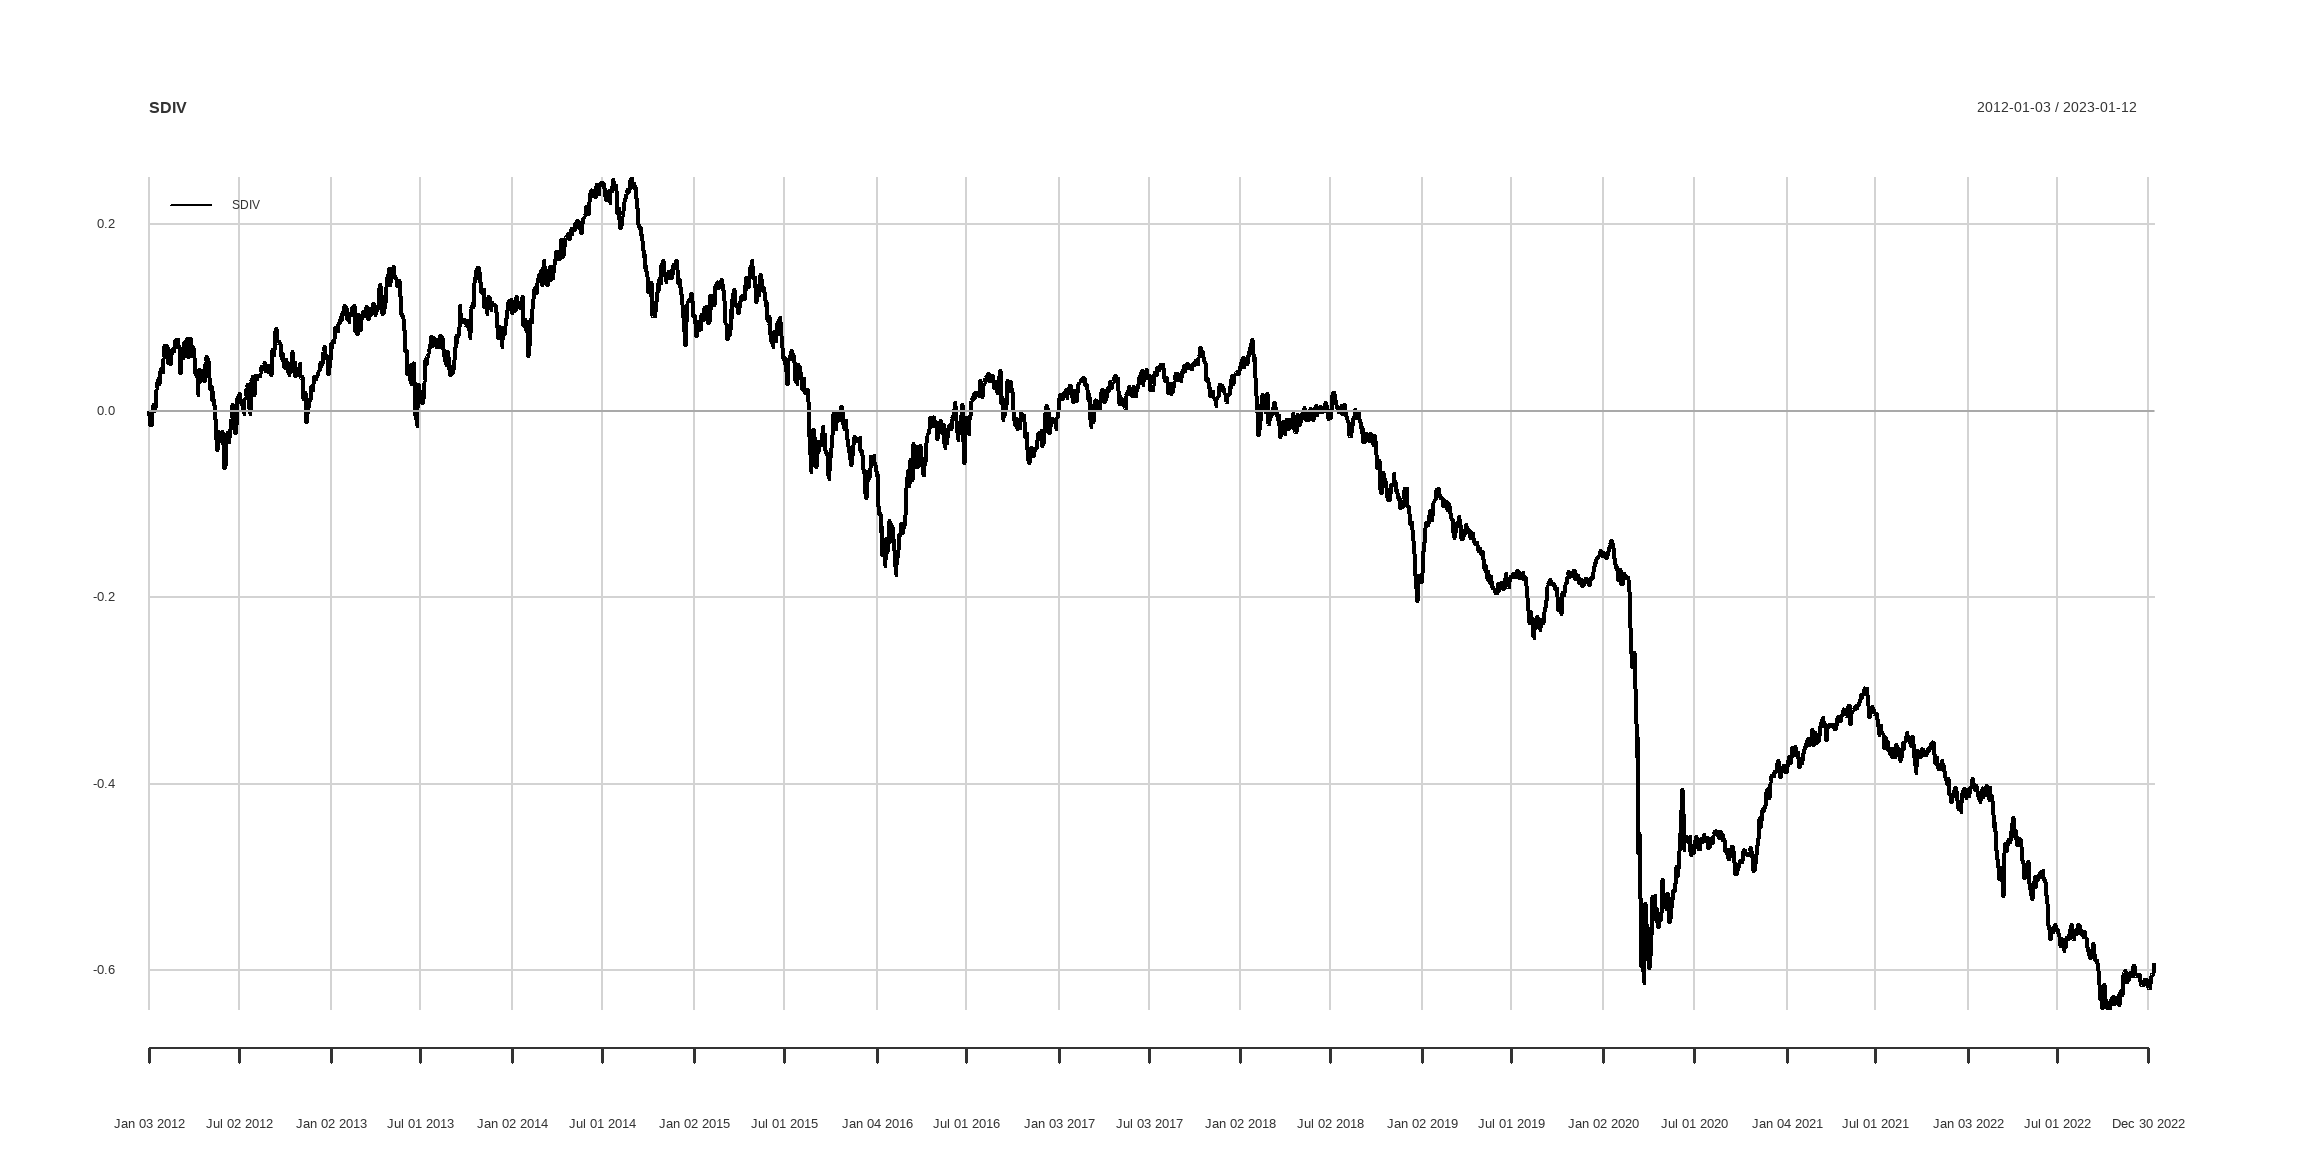 SDIV
2012-01-03 / 2023-01-12
SDIV
0.2
0.0
-0.2
-0.4
-0.6
Jan 03 2012
Jul 02 2012
Jan 02 2013
Jul 01 2013
Jan 02 2014
Jul 01 2014
Jan 02 2015
Jul 01 2015
Jan 04 2016
Jul 01 2016
Jan 03 2017
Jul 03 2017
Jan 02 2018
Jul 02 2018
Jan 02 2019
Jul 01 2019
Jan 02 2020
Jul 01 2020
Jan 04 2021
Jul 01 2021
Jan 03 2022
Jul 01 2022
Dec 30 2022